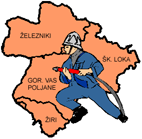 ŽELEZNIKI
ŠK. LOKA
GOR. VAS
POLJANE
ŽIRI